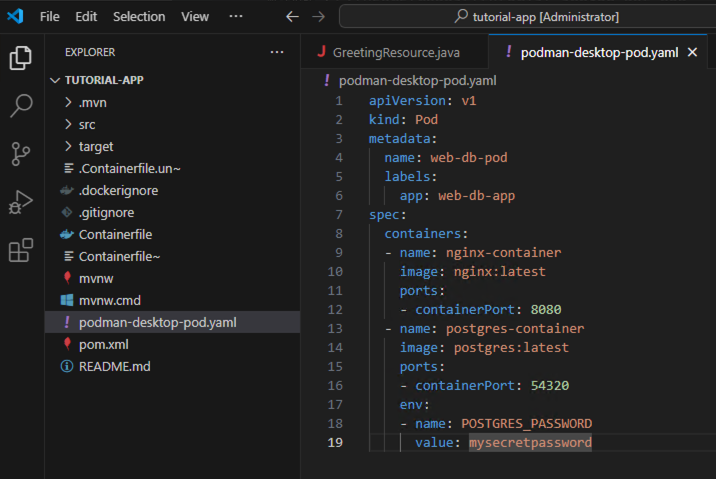 File Edit Selection View ··· tutorial-app [Administrator]
EXPLORER ···
TUTORIAL-APP
.mvn
src
target
.Containerfile.un~
.dockerignore
.gitignore
Containerfile
Containerfile~
mvnw
mvnw.cmd
! podman-desktop-pod.yaml
pom.xml
README.md
J GreetingResource.java ! podman-desktop-pod.yaml
! podman-desktop-pod.yaml
1 apiVersion: v1
2 kind: Pod
3 metadata:
4 name: web-db-pod
5 labels:
6 app: web-db-app
7 spec:
8 containers:
9 - name: nginx-container
10 image: nginx:latest
11 ports:
12 - containerPort: 8080
13 - name: postgres-container
14 image: postgres:latest
15 ports:
16 - containerPort: 54320
17 env:
18 - name: POSTGRES_PASSWORD
19 value: mysecretpassword